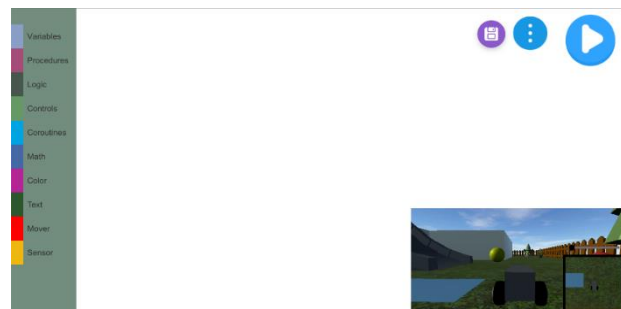 Variables
Procedures
Logic
Controls
Coroutines
Math
Color
Text
Mover
Sensor